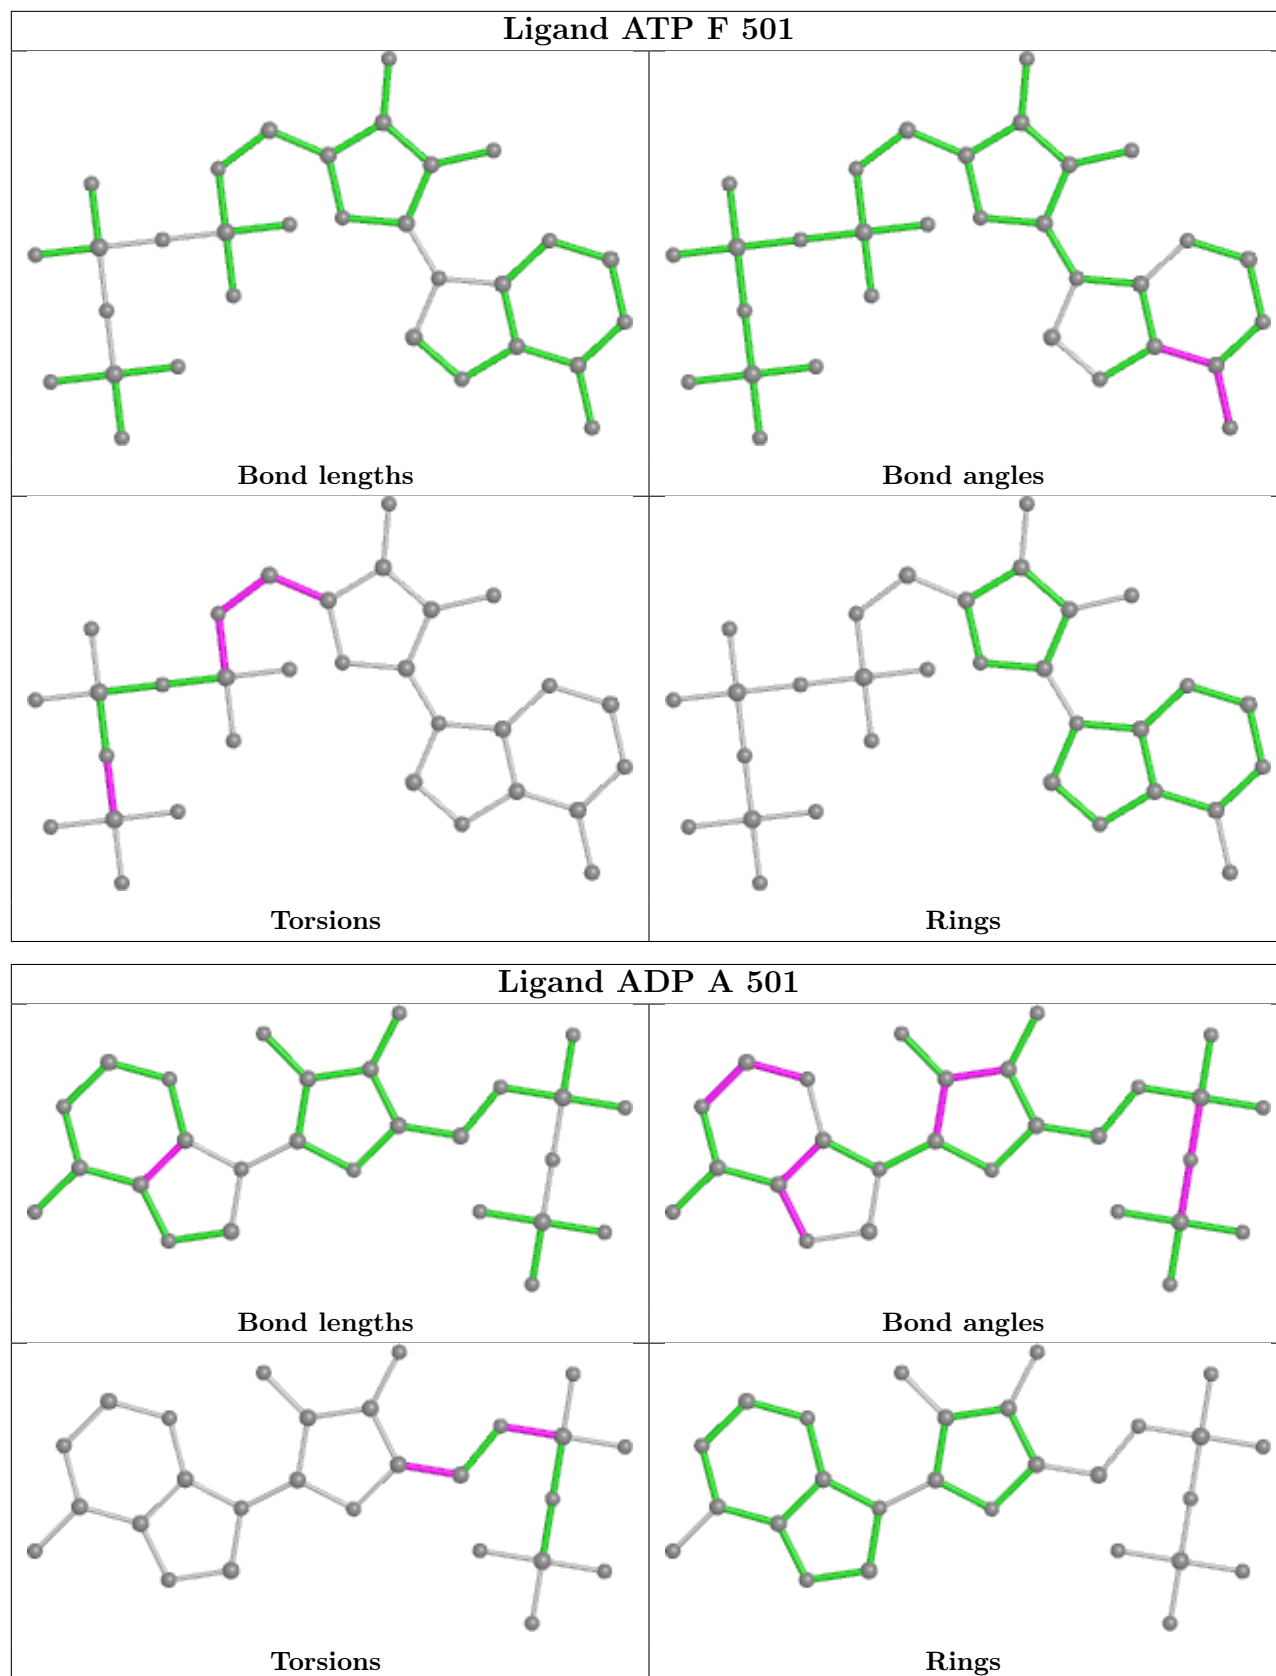 Ligand ATP F 501
Bond lengths
Bond angles
Torsions
Rings
Ligand ADP A 501
Bond lengths
Bond angles
Torsions
Rings